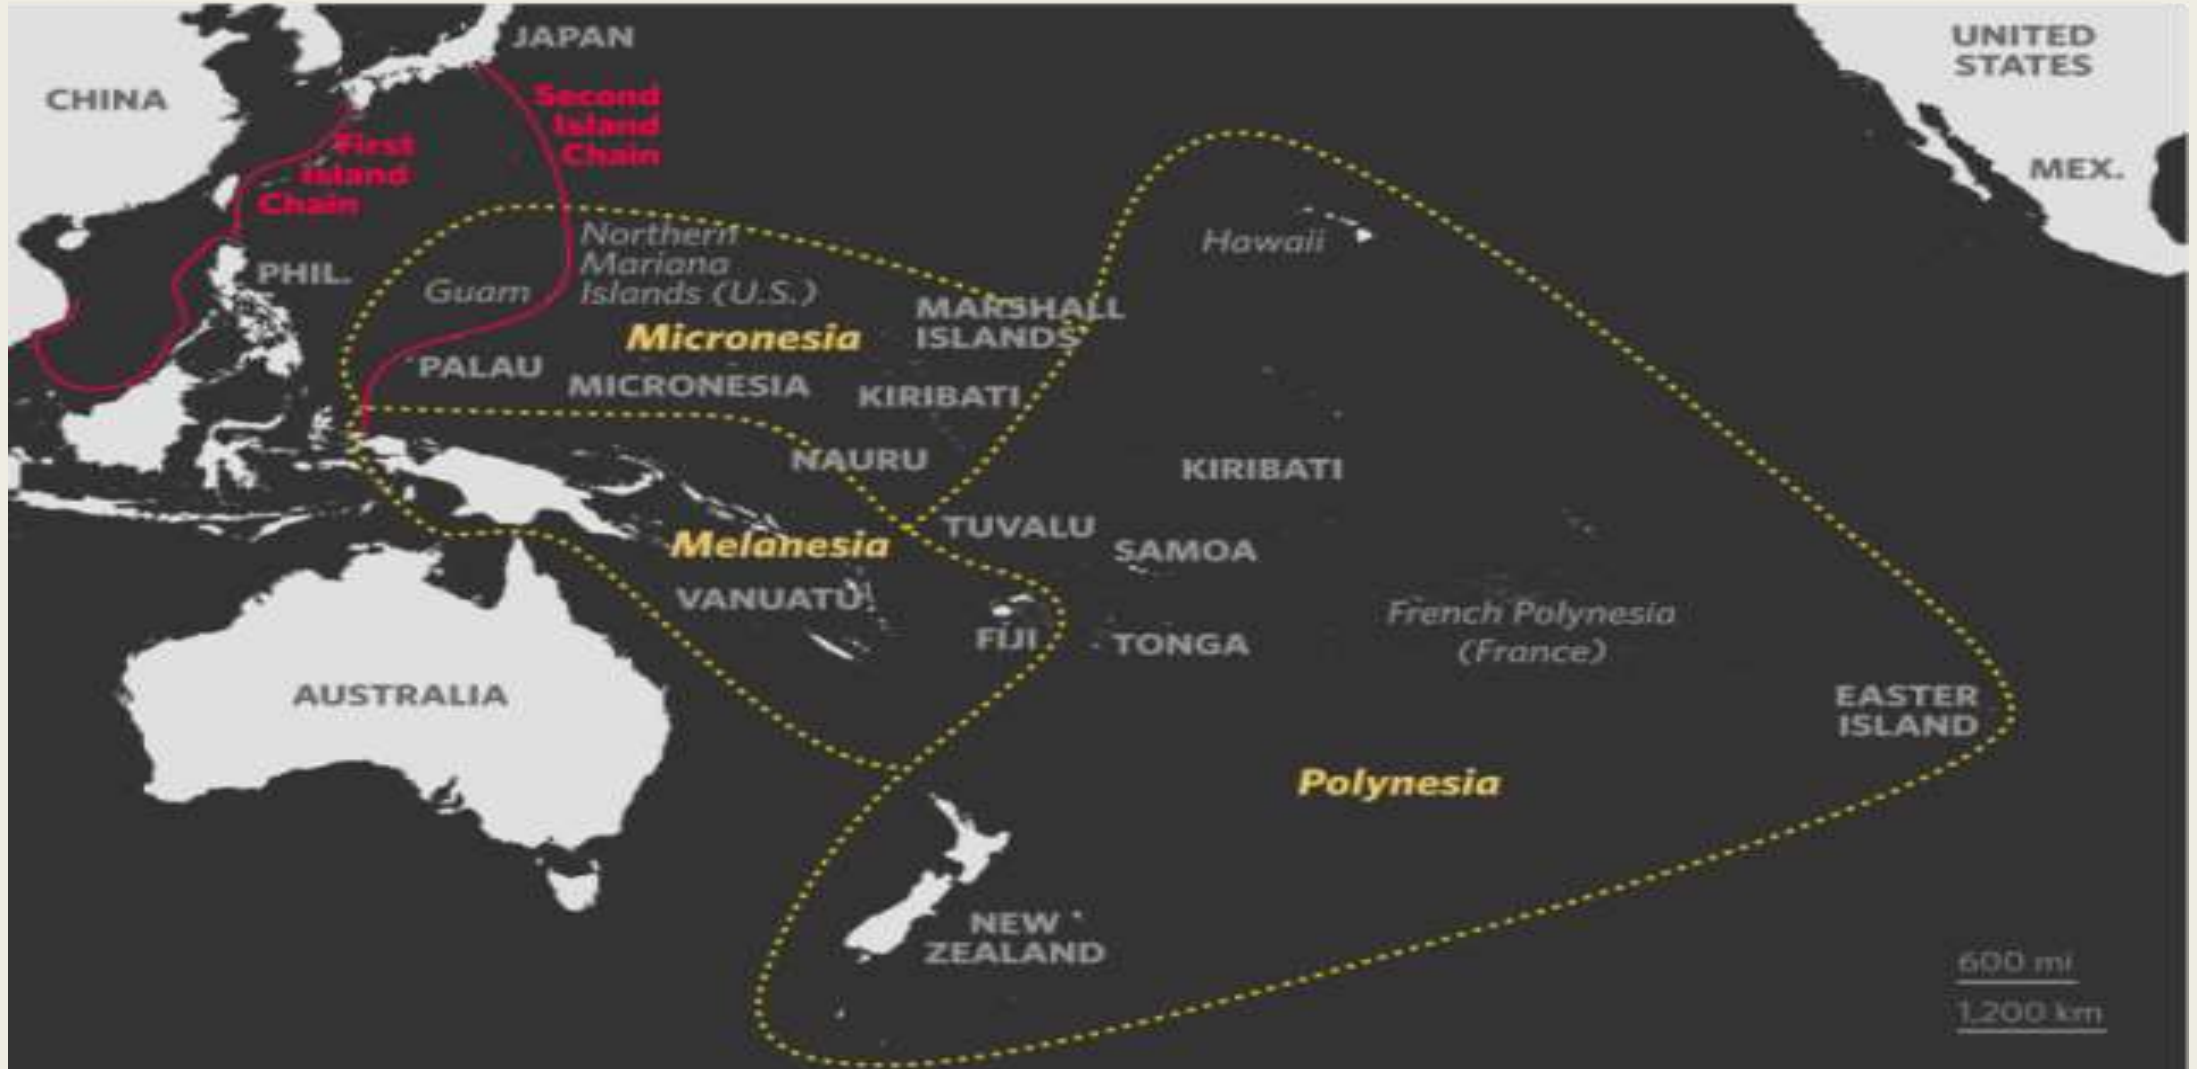 JAPAN
UNITED
STATES
CHINA
Second
Island
Chain
First
Island
Chain
MEX.
Hawaii
Northern
Mariana
Islands (U.S.)
PHIL.
Guam
MARSHALL
ISLANDS
Micronesia
PALAU
MICRONESIA
KIRIBATI
NAURU
KIRIBATI
TUVALU
SAMOA
Melanesia
VANUATU
FIJI
TONGA
French Polynesia
(France)
AUSTRALIA
EASTER
ISLAND
Polynesia
NEW
ZEALAND
600 mi
1,200 km